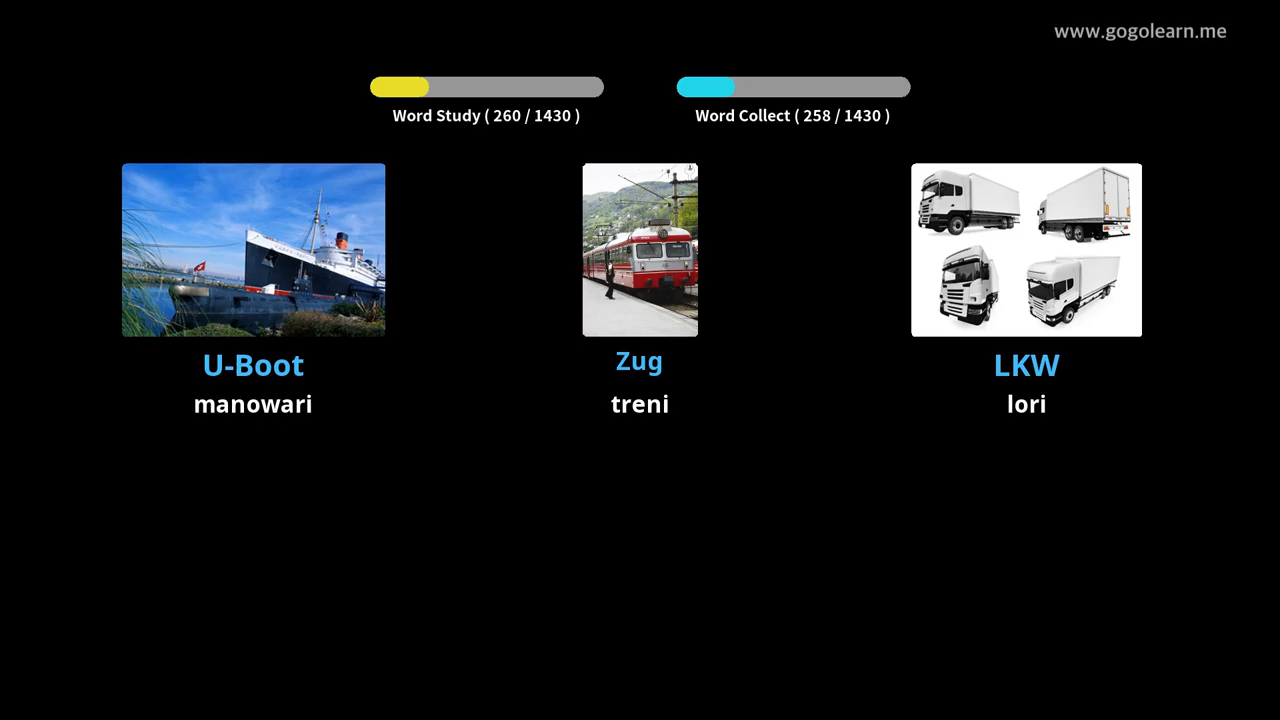 www.gogolearn.me
Word Study ( 260 / 1430 )
Word Collect ( 258 / 1430 )
U-Boot
Zug
LKW
manowari
treni
lori